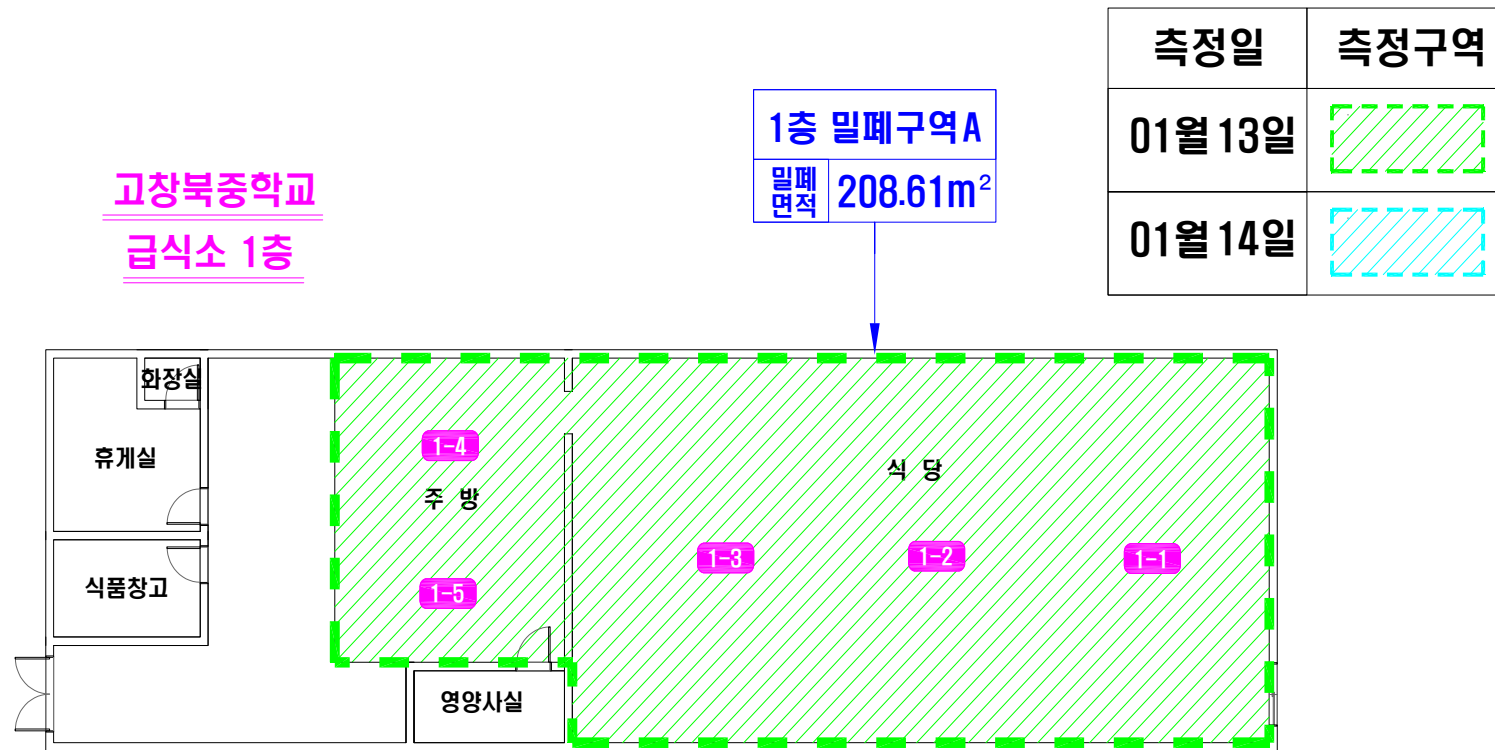 측정일 측정구역
01월13일
01월14일
1층 밀폐구역A
밀폐
면적 208.61m²
고창북중학교
급식소 1층
화장실
휴게실
식품창고
1-4
주 방
1-5
영양사실
식 당
1-3
1-2
1-1